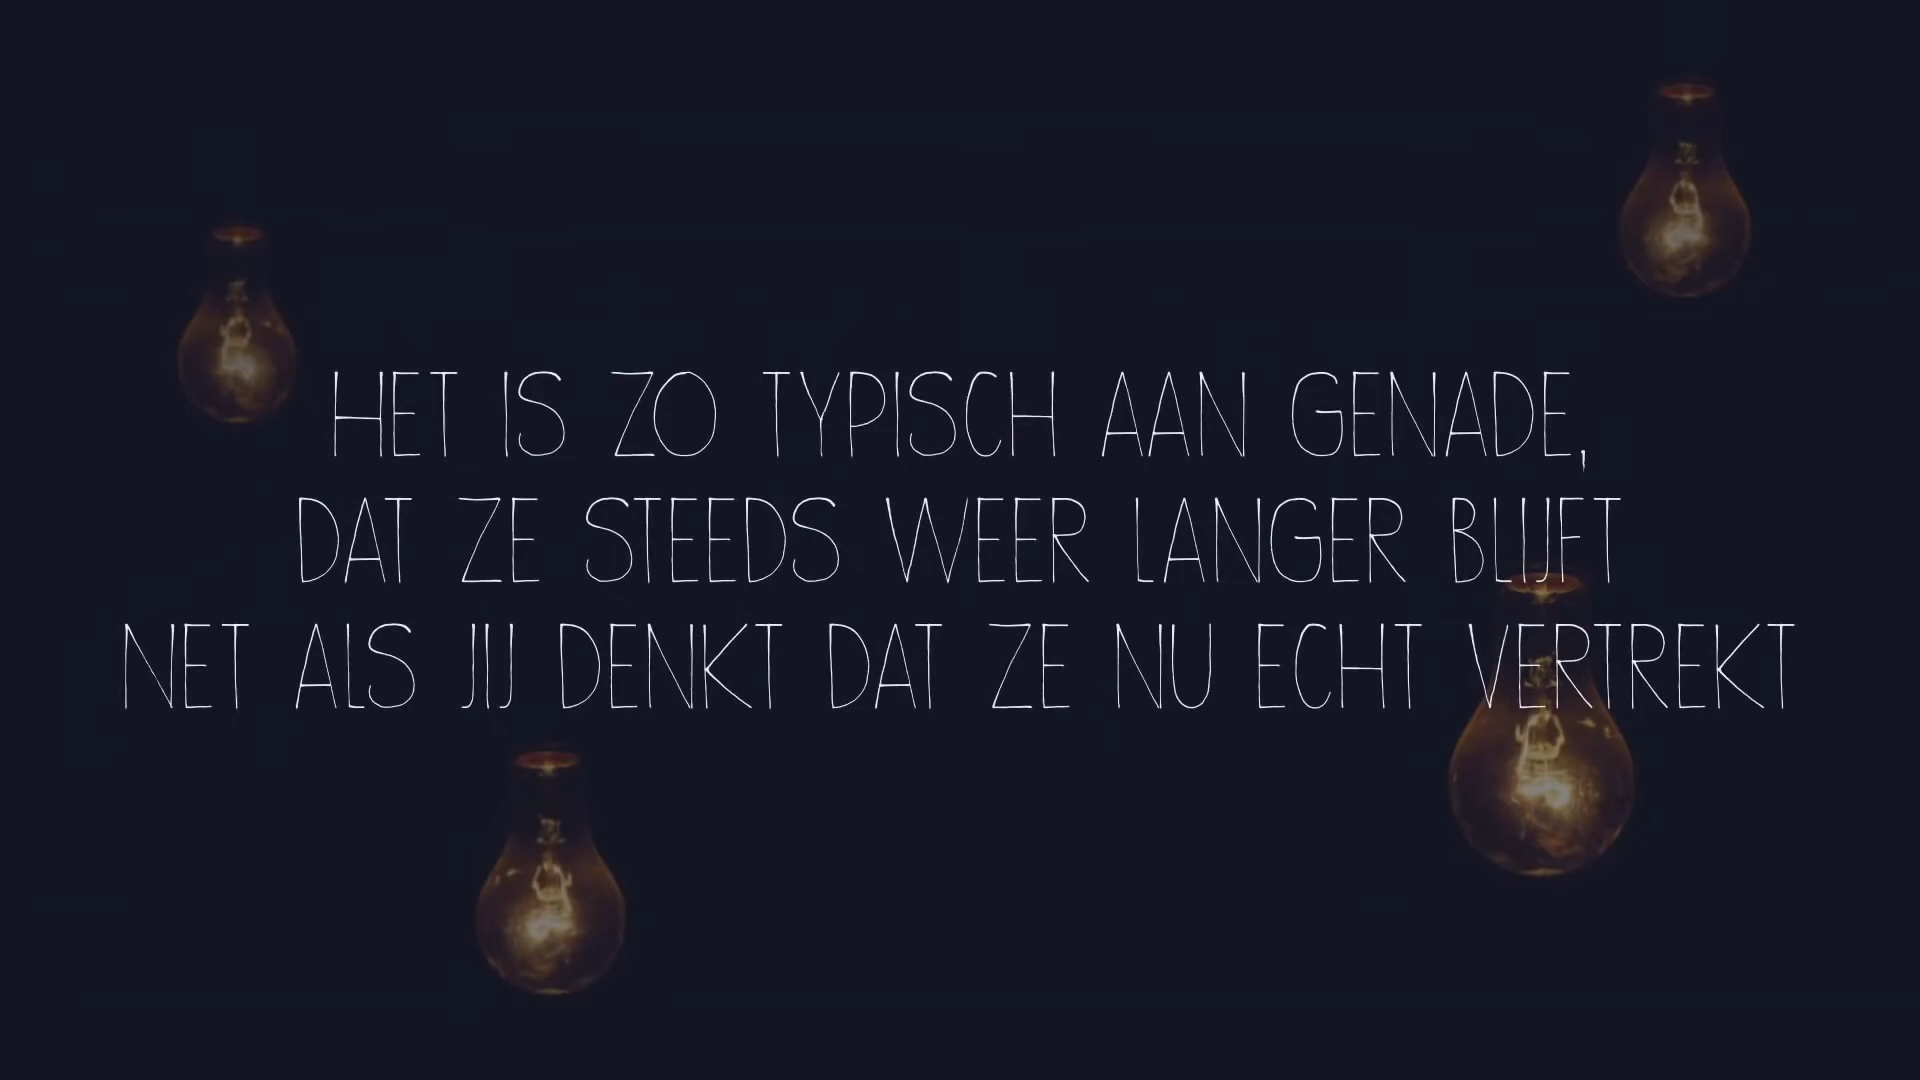 HET IS ZO TYPISCH AAN GENADE,
DAT ZE STEEDS WEER LANGER BLIJFT
NET ALS JIJ DENKT DAT ZE NU ECHT VERTREKT